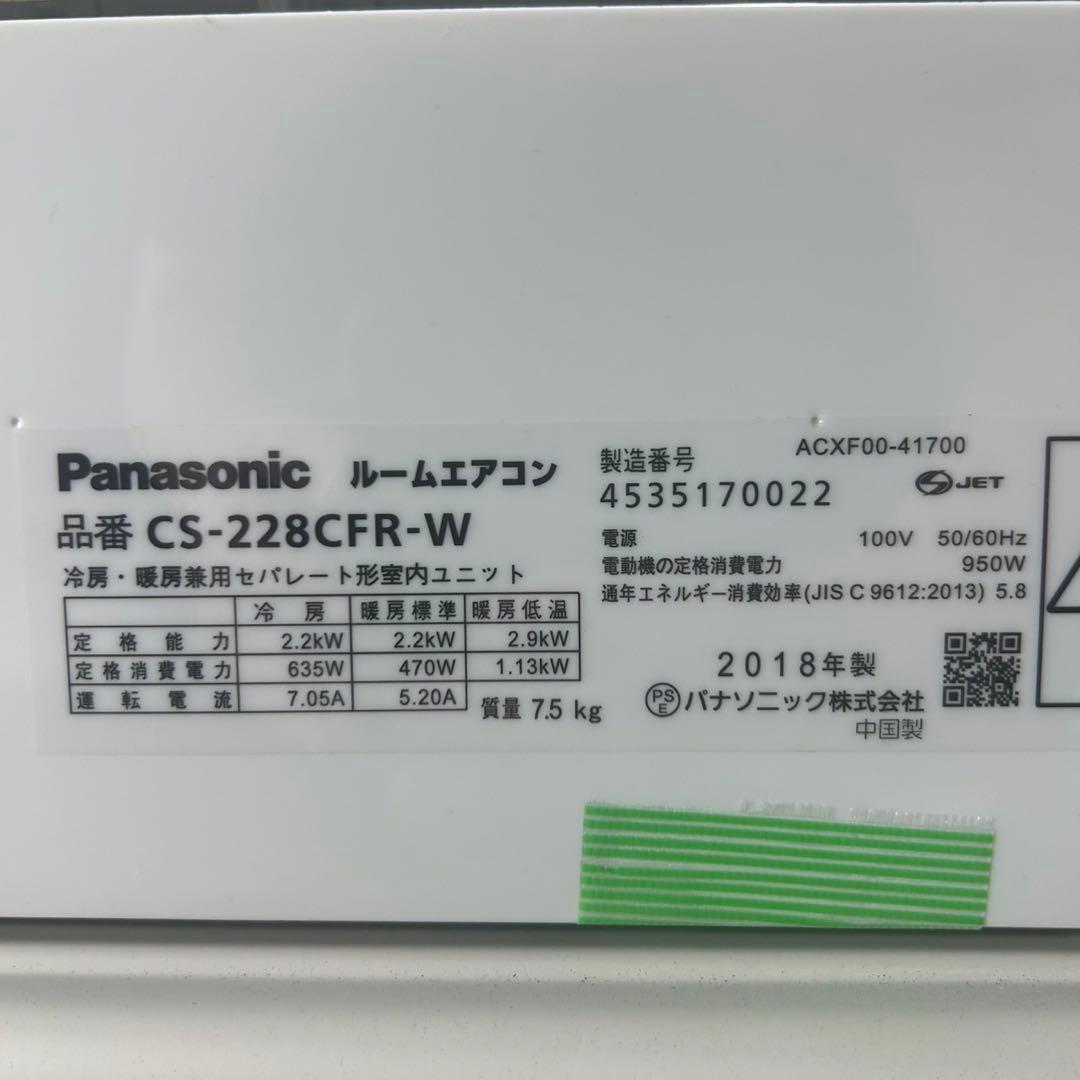 Panasonic ルームエアコン
品番 CS-228CFR-W
冷房・暖房兼用セパレート形室内ユニット
冷房 暖房標準 暖房低温
定格能力 2.2kW 2.2kW 2.9kW
定格消費電力 635W 470W 1.13kW
運転電流 7.05A 5.20A
質量 7.5 kg
ACXF00-41700
製造番号
4535170022
JET
電源 100V 50/60Hz
電動機の定格消費電力 950W
通年エネルギー消費効率(JIS C 9612:2013) 5.8
2018年製
PSE パナソニック株式会社
中国製